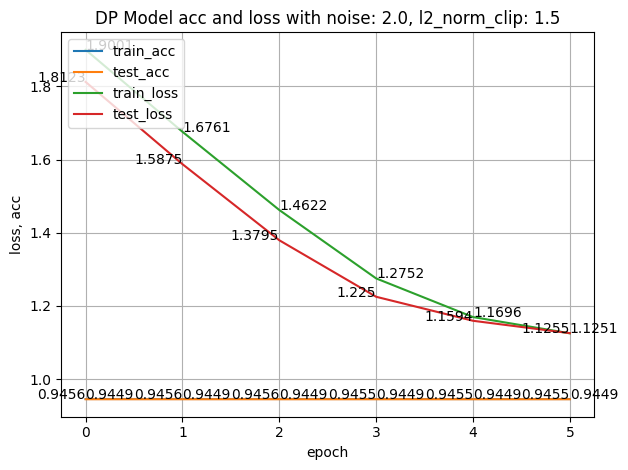 DP Model acc and loss with noise: 2.0, l2_norm_clip: 1.5
train_acc
test_acc
train_loss
test_loss
1.9001
1.8123
1.6761
1.5875
1.4622
1.3795
1.2752
1.225
1.1696
1.1594
1.1255 1.1251
0.9456 0.9449 0.9456 0.9449 0.9456 0.9449 0.9455 0.9449 0.9455 0.9449 0.9455 0.9449
1.8
1.6
1.4
1.2
1.0
loss, acc
0 1 2 3 4 5
epoch